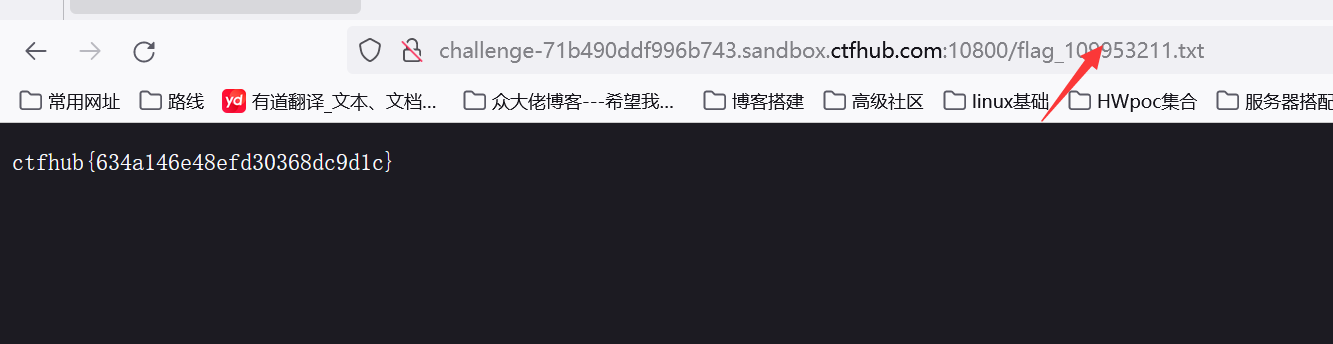 challenge-71b490ddf996b743.sandbox.ctfhub.com:10800/flag_109953211.txt
常用网址 路线 yd 有道翻译_文本、文档... 众大佬博客---希望我... 博客搭建 高级社区 linux基础 HWpoc集合 服务器搭配
ctfhub{634a146e48efd30368dc9d1c}